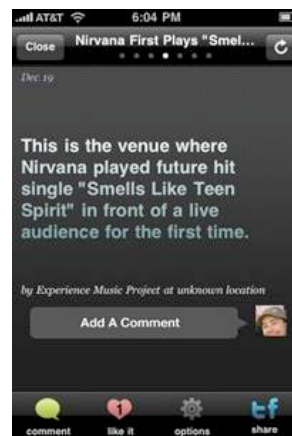 AT&T 6:04 PM
Close Nirvana First Plays "Smel...
Dec 19
This is the venue where
Nirvana played future hit
single "Smells Like Teen
Spirit" in front of a live
audience for the first time.
by Experience Music Project at unknown location
Add A Comment
1
comment like it options share